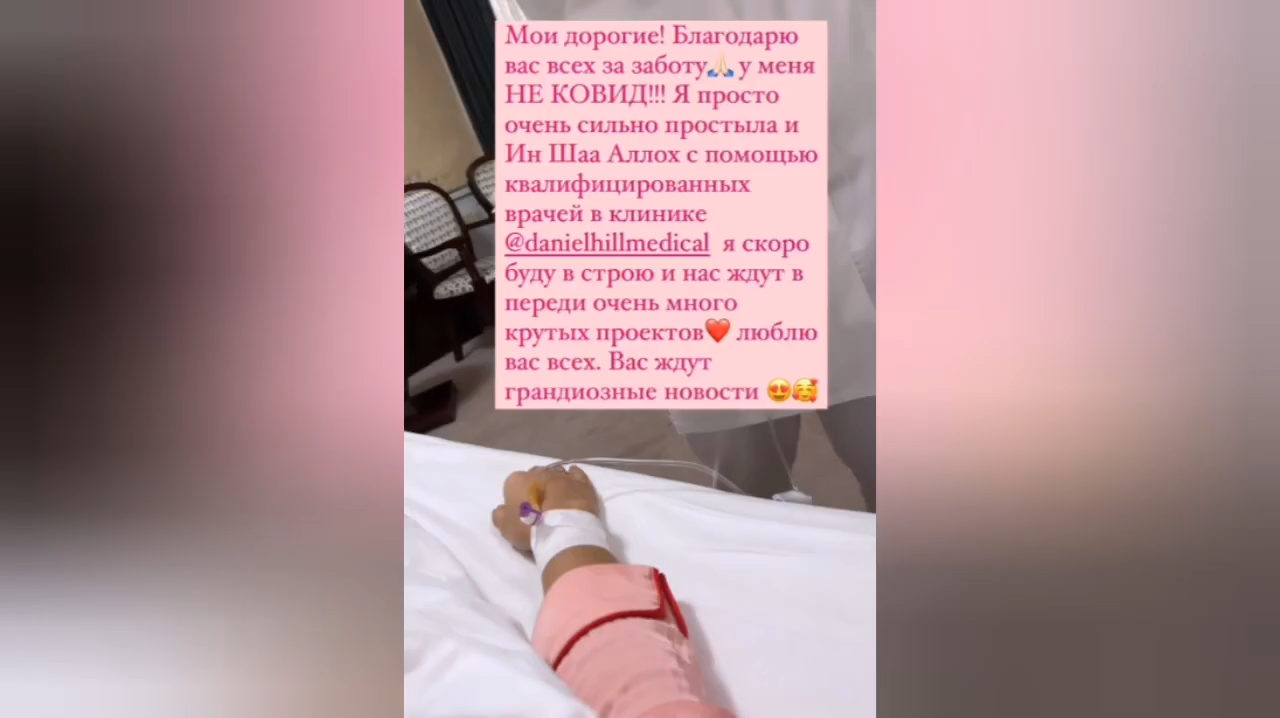 Мои дорогие! Благодарю
вас всех за заботу🙏🏻 у меня
НЕ КОВИД!!! Я просто
очень сильно простыла и
Ин Шаа Аллох с помощью
квалифицированных
врачей в клинике
@danielhillmedical я скоро
буду в строю и нас ждут в
переди очень много
крутых проектов❤️ люблю
вас всех. Вас ждут
грандиозные новости 😍🥰